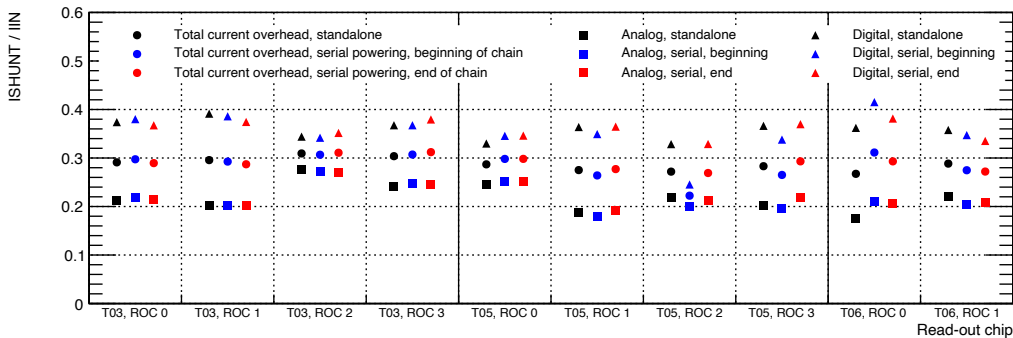 ISHUNT / IIN
0.6
0.5
0.4
0.3
0.2
0.1
0
Total current overhead, standalone
Total current overhead, serial powering, beginning of chain
Total current overhead, serial powering, end of chain
Analog, standalone
Analog, serial, beginning
Analog, serial, end
Digital, standalone
Digital, serial, beginning
Digital, serial, end
T03, ROC 0 T03, ROC 1 T03, ROC 2 T03, ROC 3 T05, ROC 0 T05, ROC 1 T05, ROC 2 T05, ROC 3 T06, ROC 0 T06, ROC 1
Read-out chip